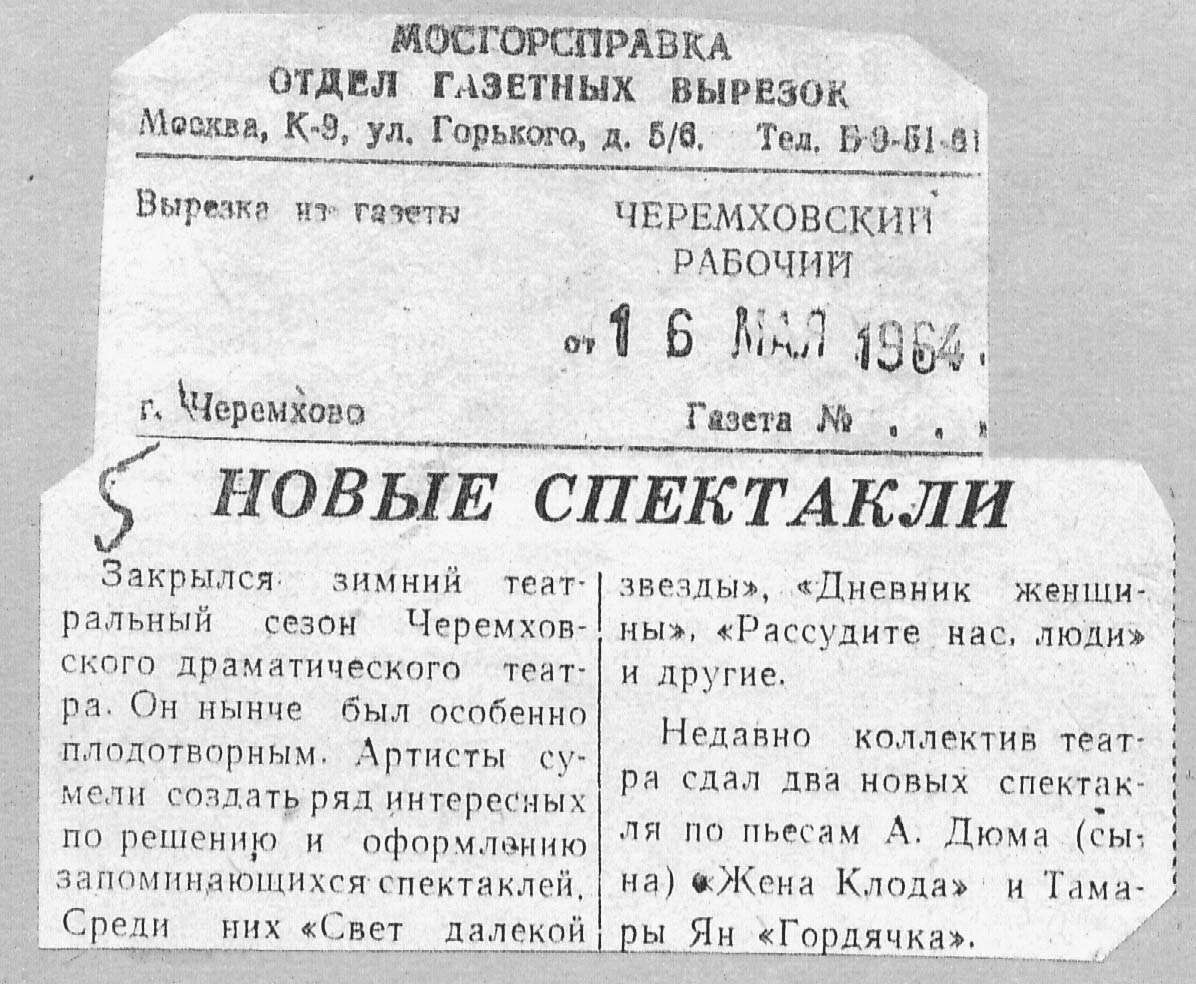 МОСГОРСПРАВКА
ОТДЕЛ ГАЗЕТНЫХ ВЫРЕЗОК
Москва, К-9, ул. Горького, д. 5/6. Тел. Б-9-51-61
Вырезка из газеты
ЧЕРЕМХОВСКИЙ
РАБОЧИЙ
от 16 МАЯ 1964.
г. Черемхово Газета № . . .
5
НОВЫЕ СПЕКТАКЛИ
Закрылся зимний теат-
ральный сезон Черемхов-
ского драматического теат-
ра. Он нынче был особенно
плодотворным. Артисты су-
мели создать ряд интересных
по решению и оформлению
запоминающихся спектаклей.
Среди них «Свет далекой
звезды», «Дневник женщи-
ны», «Рассудите нас, люди»
и другие.
Недавно коллектив теат-
ра сдал два новых спектак-
ля по пьесам А. Дюма (сы-
на) «Жена Клода» и Тама-
ры Ян «Гордячка».